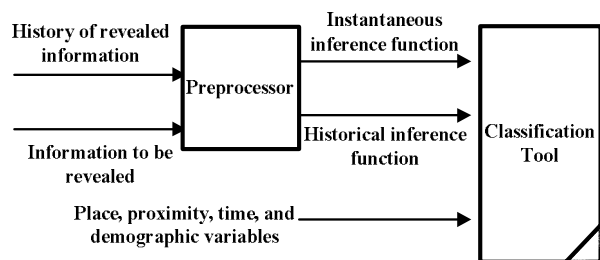 History of revealed
information
Information to be
revealed
Preprocessor
Instantaneous
inference function
Historical inference
function
Place, proximity, time, and
demographic variables
Classification
Tool